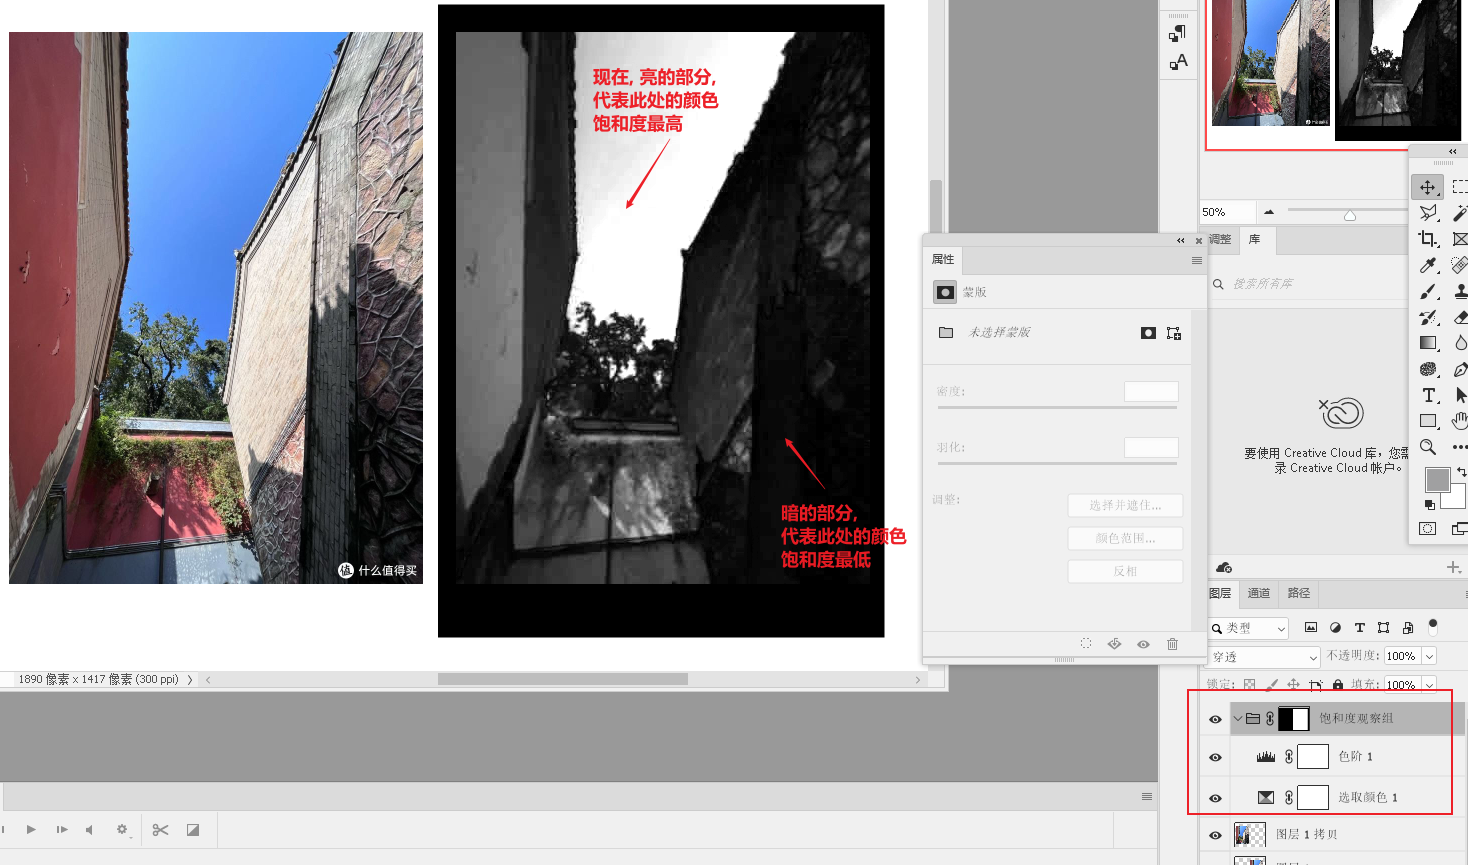 现在, 亮的部分,
代表此处的颜色
饱和度最高
暗的部分,
代表此处的颜色
饱和度最低
值 什么值得买
1890 像素 x 1417 像素 (300 ppi)
50%
调整
库
搜索所有库
属性
蒙版
未选择蒙版
密度:
羽化:
调整:
选择并遮住...
颜色范围...
反相
要使用 Creative Cloud 库，您需
录 Creative Cloud 帐户。
图层
通道
路径
类型
穿透
不透明度: 100%
锁定:
填充: 100%
饱和度观察组
色阶 1
选取颜色 1
图层 1 拷贝